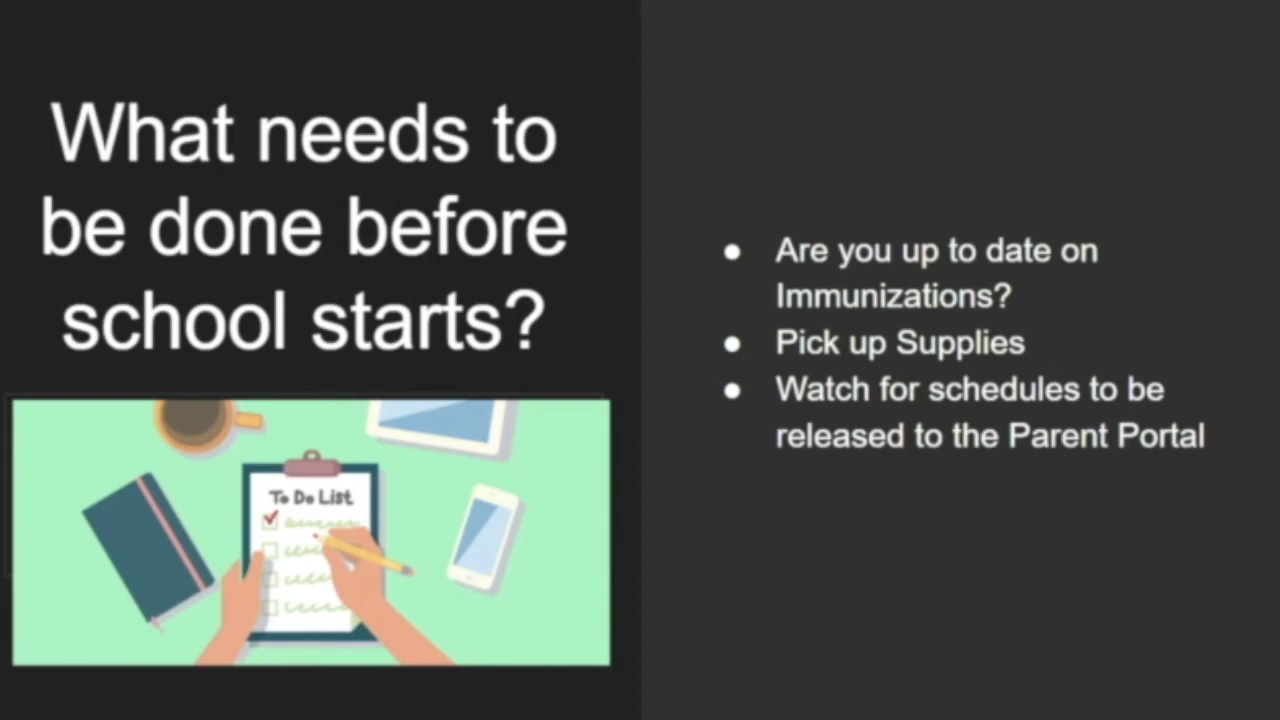 What needs to
be done before
school starts?
To Do List
● Are you up to date on
Immunizations?
● Pick up Supplies
● Watch for schedules to be
released to the Parent Portal